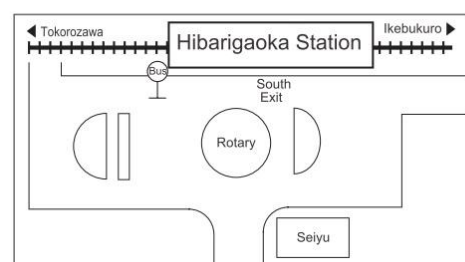 Tokorozawa
Ikebukuro
Hibarigaoka Station
Bus
South
Exit
Rotary
Seiyu